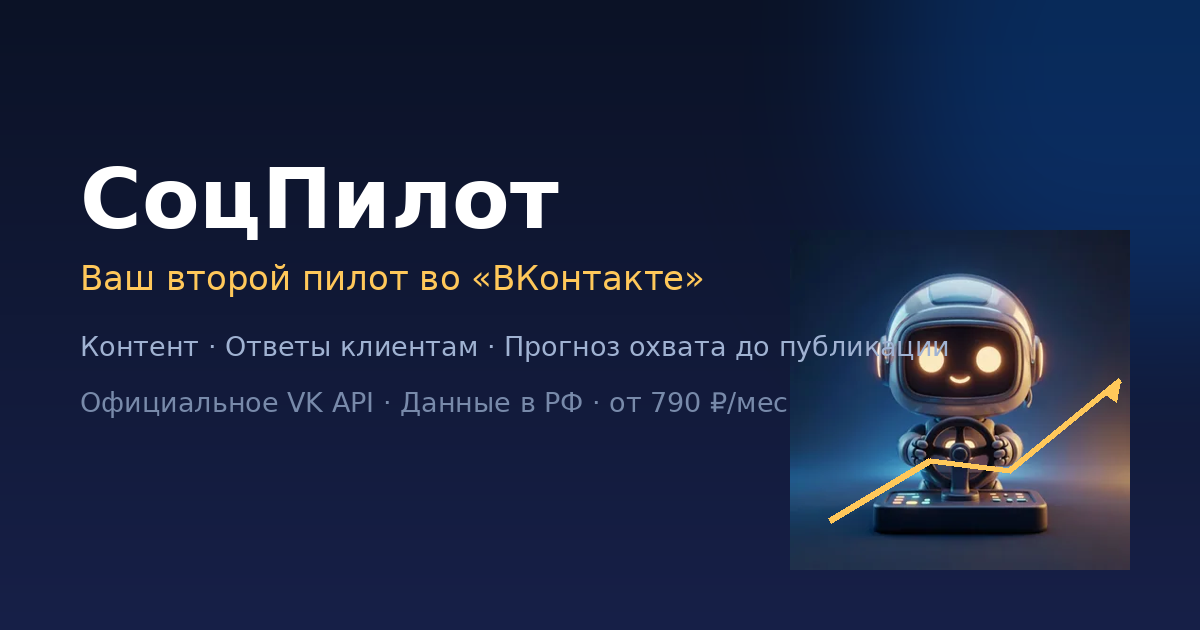 СоцПилот
Ваш второй пилот во «ВКонтакте»
Контент · Ответы клиентам · Прогноз охвата до публикации
Официальное VK API · Данные в РФ · от 790 ₽/мес